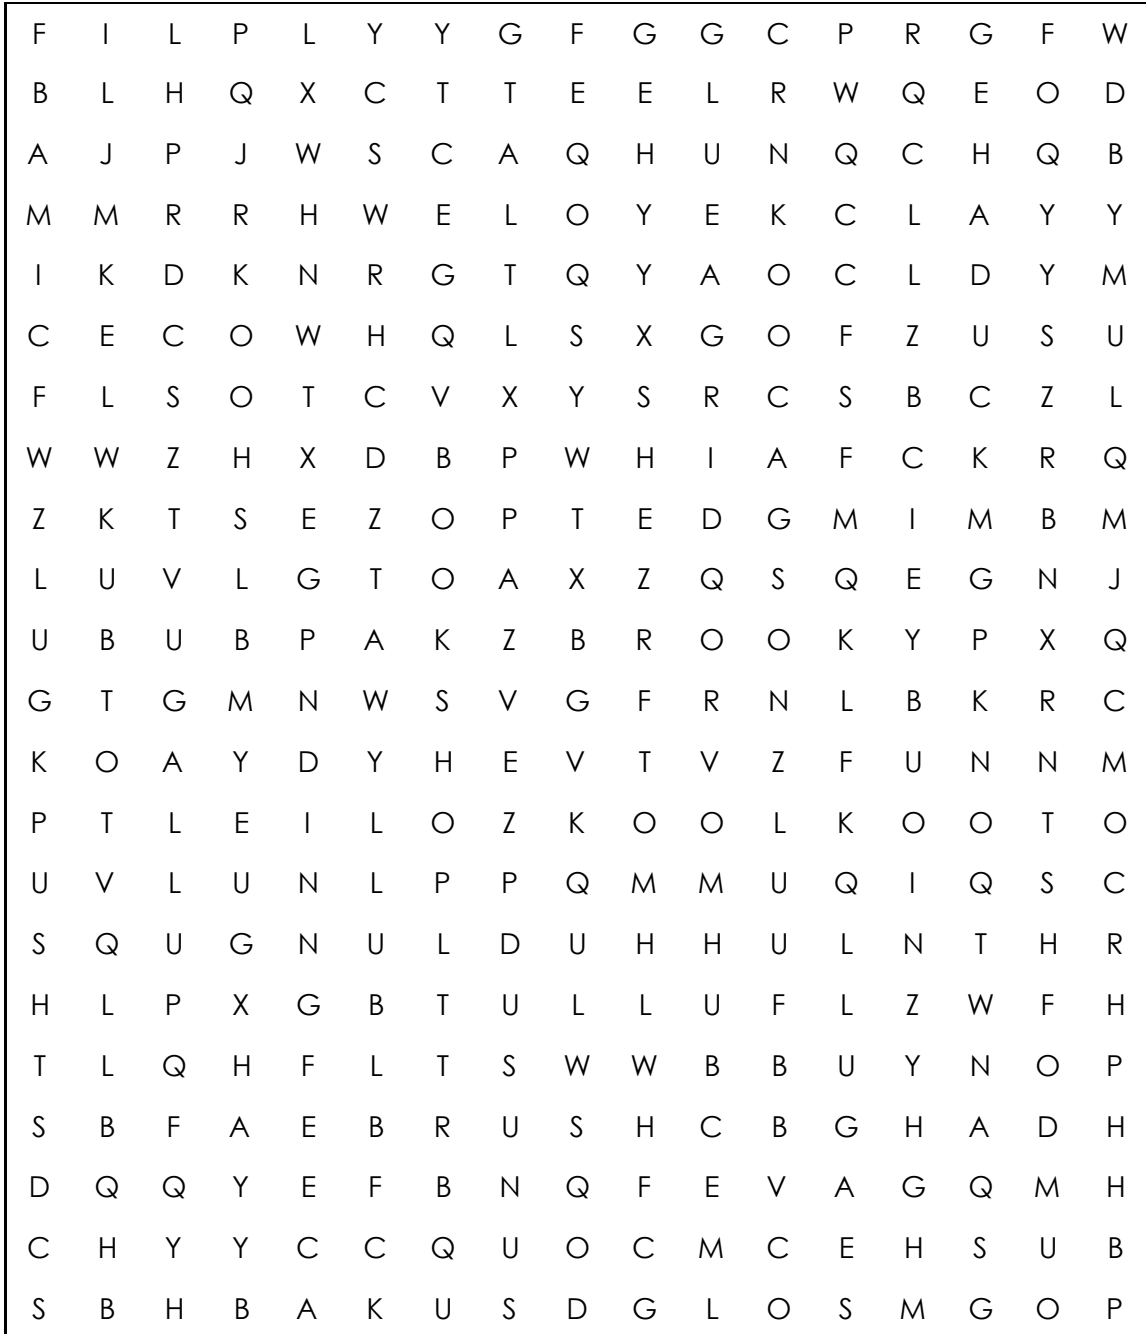 F I L P L Y Y G F G G C P R G F W
B L H Q X C T T E E L R W Q E O D
A J P J W S C A Q H U N Q C H Q B
M M R R H W E L O Y E K C L A Y Y
I K D K N R G T Q Y A O C L D Y M
C E C O W H Q L S X G O F Z U S U
F L S O T C V X Y S R C S B C Z L
W W Z H X D B P W H I A F C K R Q
Z K T S E Z O P T E D G M I M B M
L U V L G T O A X Z Q S Q E G N J
U B U B P A K Z B R O O K Y P X Q
G T G M N W S V G F R N L B K R C
K O A Y D Y H E V T V Z F U N N M
P T L E I L O Z K O O L K O O T O
U V L U N L P P Q M M U Q I Q S C
S Q U G N U L D U H H U L N T H R
H L P X G B T U L L U F L Z W F H
T L Q H F L T S W W B B U Y N O P
S B F A E B R U S H C B G H A D H
D Q Q Y E F B N Q F E V A G Q M H
C H Y Y C C Q U O C M C E H S U B
S B H B A K U S D G L O S M G O P